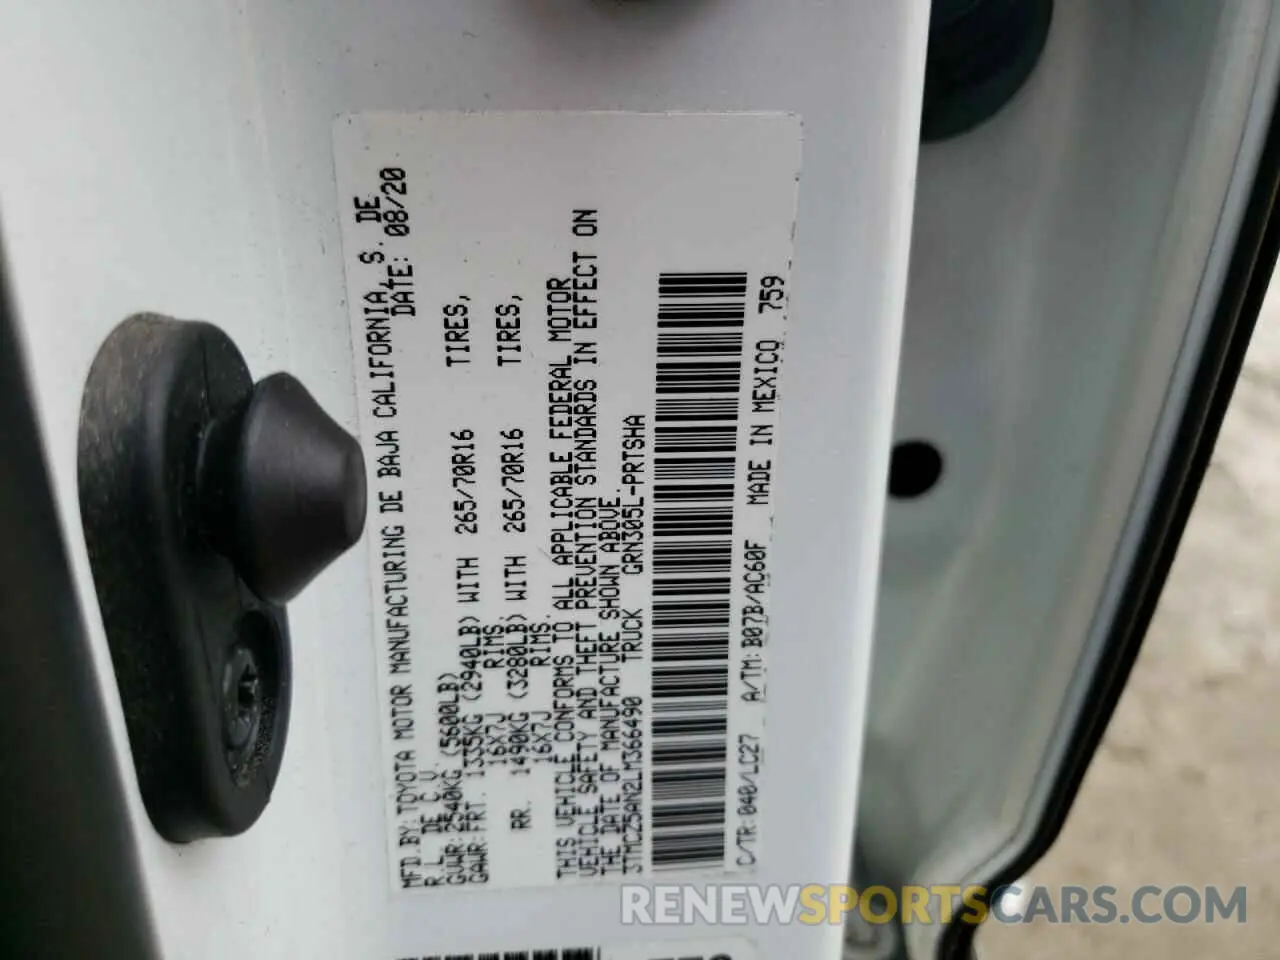 MFD.BY: TOYOTA MOTOR MANUFACTURING DE BAJA CALIFORNIA, S. DE
R.L. DE C.V. DATE: 08/20
GVWR: 2540KG (5600LB)
GAWR: FRT. 1335KG (2940LB) WITH 265/70R16 TIRES,
16X7J RIMS.
RR. 1490KG (3280LB) WITH 265/70R16 TIRES,
16X7J RIMS.
THIS VEHICLE CONFORMS TO ALL APPLICABLE FEDERAL MOTOR
VEHICLE SAFETY AND THEFT PREVENTION STANDARDS IN EFFECT ON
THE DATE OF MANUFACTURE SHOWN ABOVE.
3TMCZ5AN2LM366490 TRUCK GRN305L-PRTSHA
C/TR: 040/LC27 A/TM: B07B/AC60F MADE IN MEXICO 759
RENEWSPORTSCARS.COM